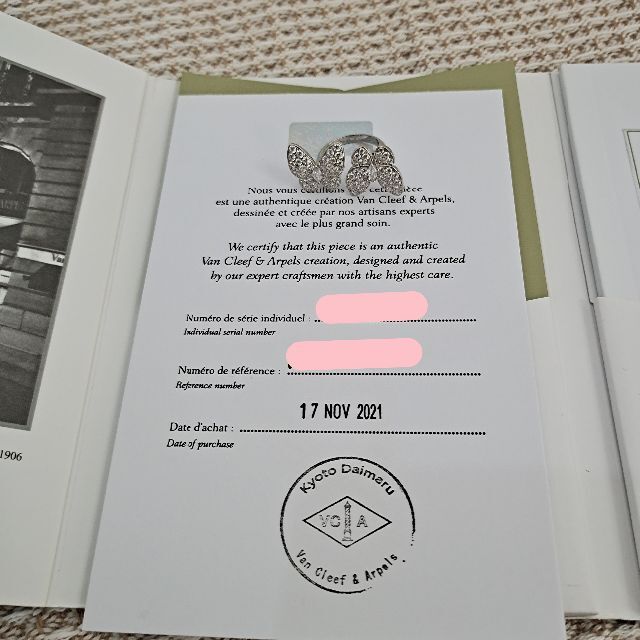 1906
Nous vous
est une authentique création Van Cleef & Arpels,
dessinée et créée par nos artisans experts
avec le plus grand soin.
We certify that this piece is an authentic
Van Cleef & Arpels creation, designed and created
by our expert craftsmen with the highest care.
Numéro de série individuel :
Individual serial number
Numéro de référence :
Reference number
17 NOV 2021
Date d'achat :
Date of purchase
Kyoto Daimaru
VC A
Van Cleef & Arpels